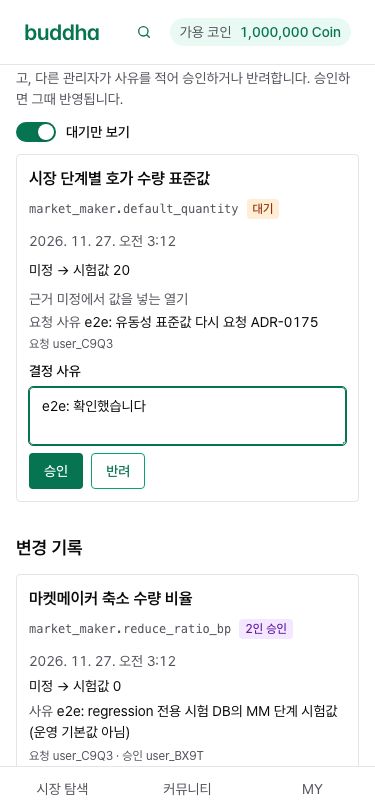 buddha
가용 코인 1,000,000 Coin
고, 다른 관리자가 사유를 적어 승인하거나 반려합니다. 승인하
면 그때 반영됩니다.
대기만 보기
시장 단계별 호가 수량 표준값
market_maker.default_quantity 대기
2026. 11. 27. 오전 3:12
미정 → 시험값 20
근거 미정에서 값을 넣는 열기
요청 사유 e2e: 유동성 표준값 다시 요청 ADR-0175
요청 user_C9Q3
결정 사유
e2e: 확인했습니다
승인 반려
변경 기록
마켓메이커 축소 수량 비율
market_maker.reduce_ratio_bp 2인 승인
2026. 11. 27. 오전 3:12
미정 → 시험값 0
사유 e2e: regression 전용 시험 DB의 MM 단계 시험값
(운영 기본값 아님)
요청 user_C9Q3 · 승인 user_BX9T
시장 탐색 커뮤니티 MY